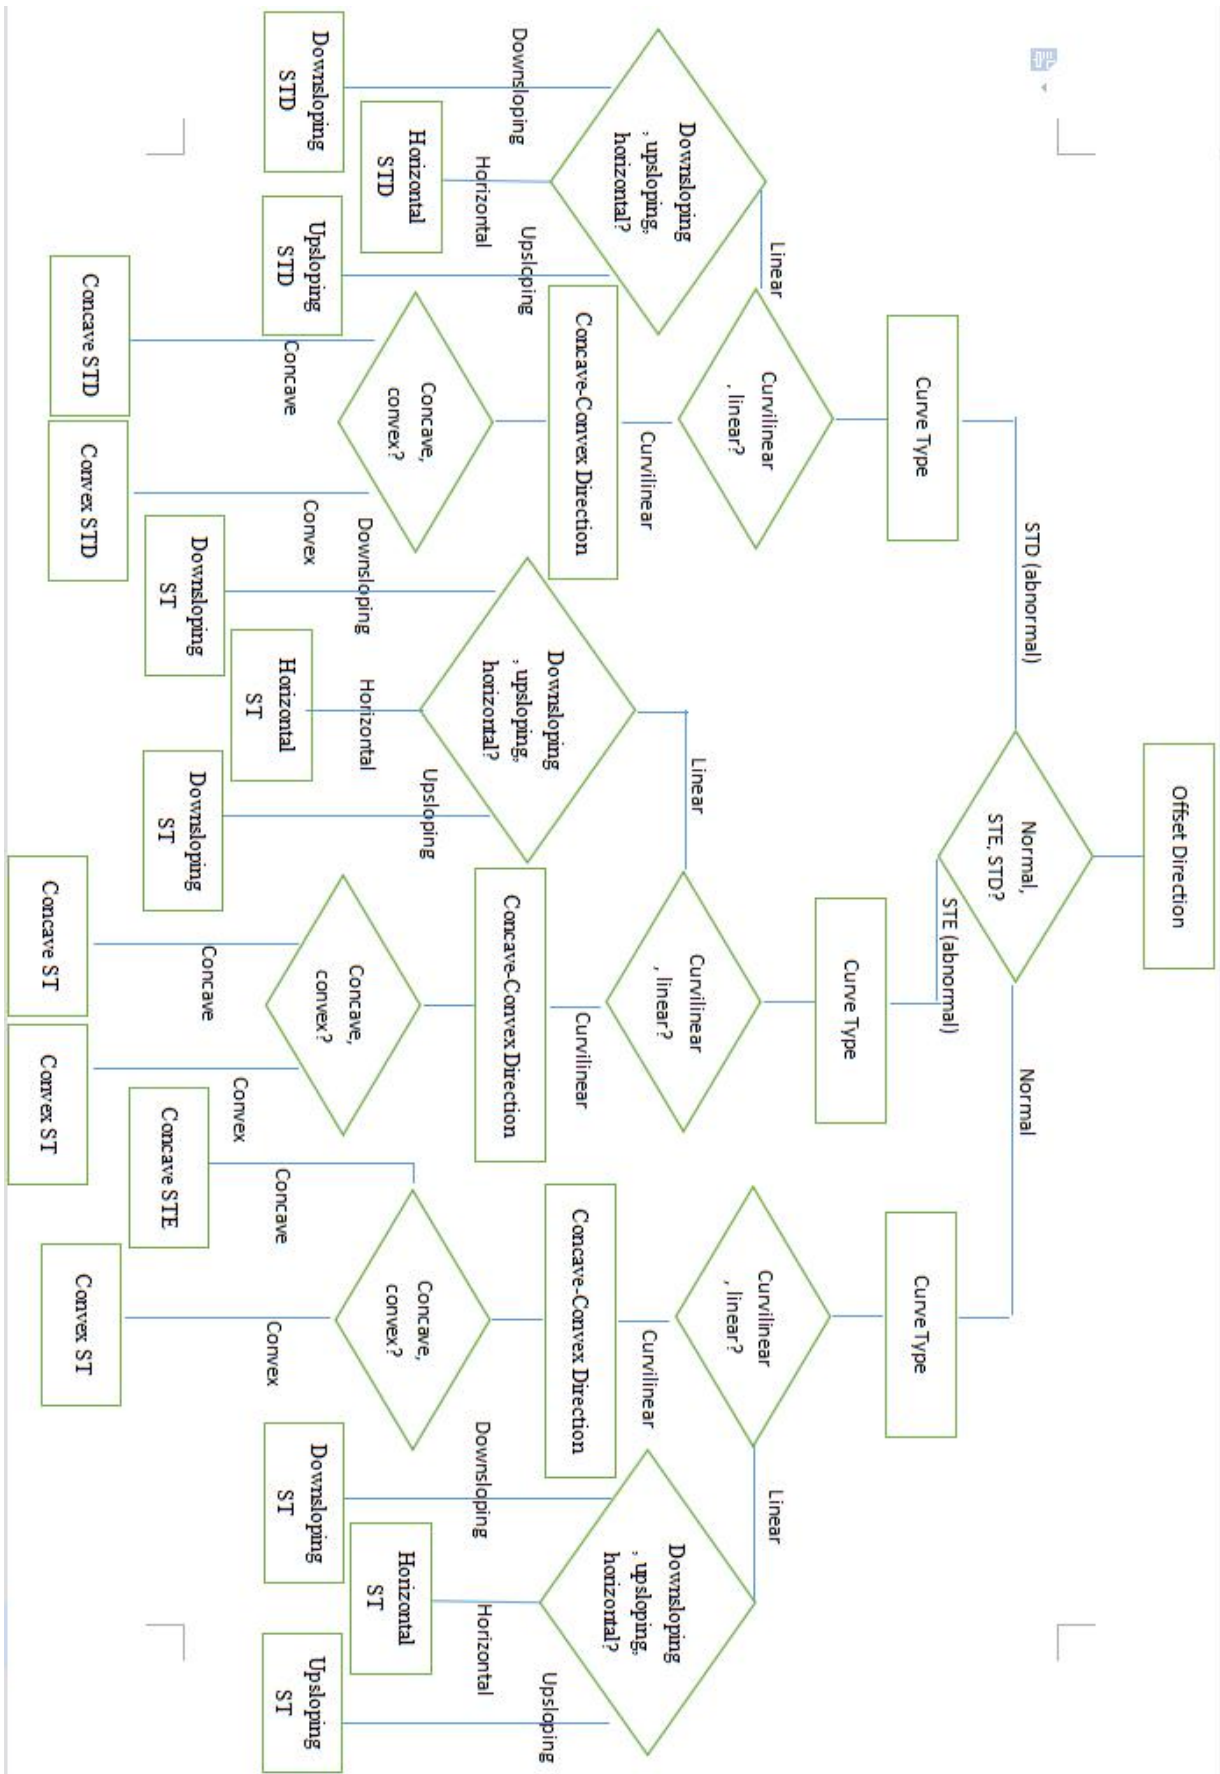 Offset Direction
Normal,
STE, STD?
STD (abnormal)
STE (abnormal)
Normal
Curve Type
Curvilinear
, linear?
Linear
Curvilinear
Downsloping
, upsloping,
horizontal?
Downsloping
Horizontal
Upsloping
Downsloping
STD
Horizontal
STD
Upsloping
STD
Concave-Convex Direction
Concave,
convex?
Concave
Convex
Concave STD
Convex STD
Curve Type
Curvilinear
, linear?
Linear
Curvilinear
Downsloping
, upsloping,
horizontal?
Downsloping
Horizontal
Upsloping
Downsloping
ST
Horizontal
ST
Downsloping
ST
Concave-Convex Direction
Concave,
convex?
Concave
Convex
Concave ST
Convex ST
Curve Type
Curvilinear
, linear?
Curvilinear
Linear
Concave-Convex Direction
Concave,
convex?
Concave
Convex
Concave STE
Convex ST
Downsloping
, upsloping,
horizontal?
Downsloping
Horizontal
Upsloping
Downsloping
ST
Horizontal
ST
Upsloping
ST